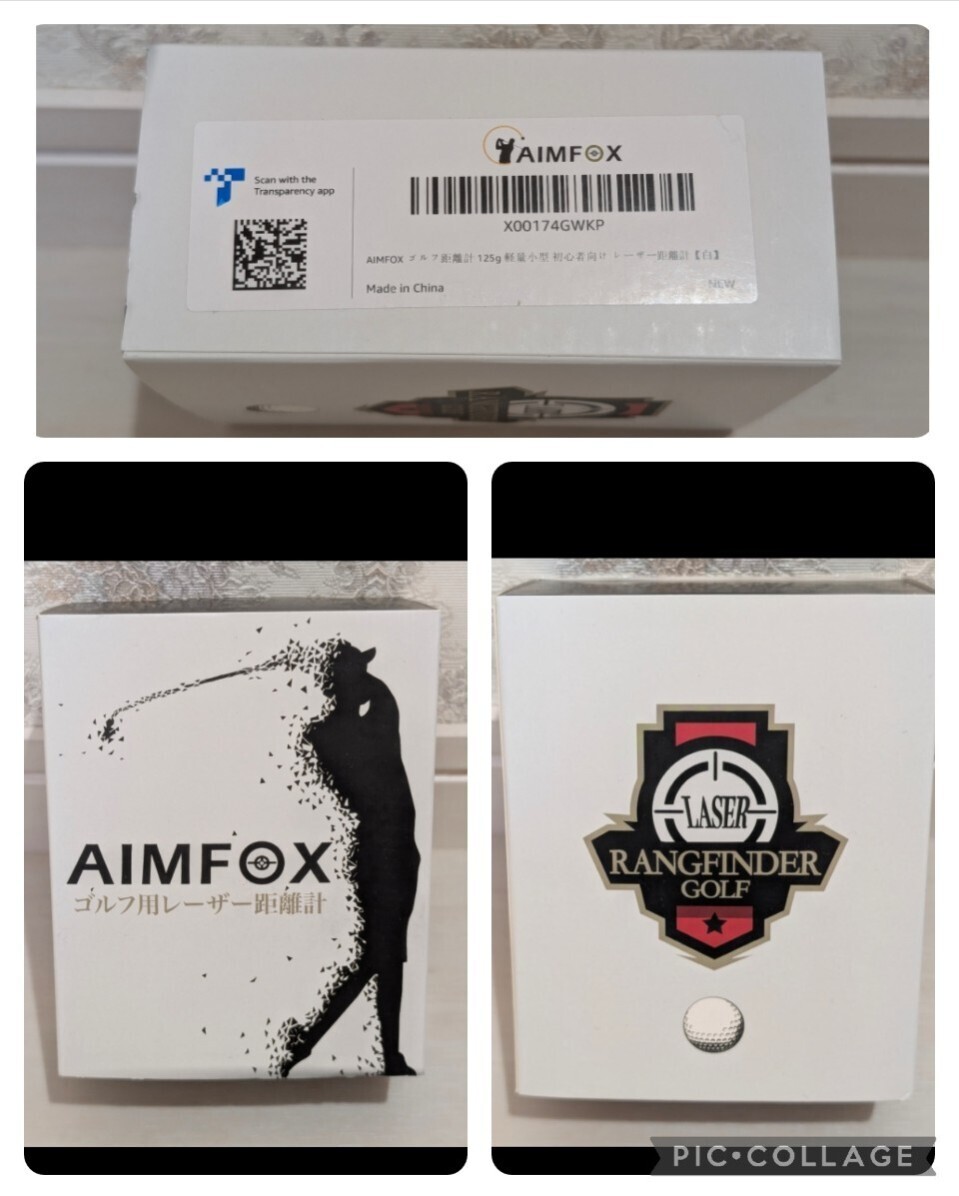 AIMFOX
Scan with the
Transparency app
X00174GWKP
AIMFOX ゴルフ距離計 125g 軽量小型 初心者向け レーザー距離計【白】
Made in China
NEW
AIMFOX
ゴルフ用レーザー距離計
LASER
RANGFINDER
GOLF
PIC•COLLAGE